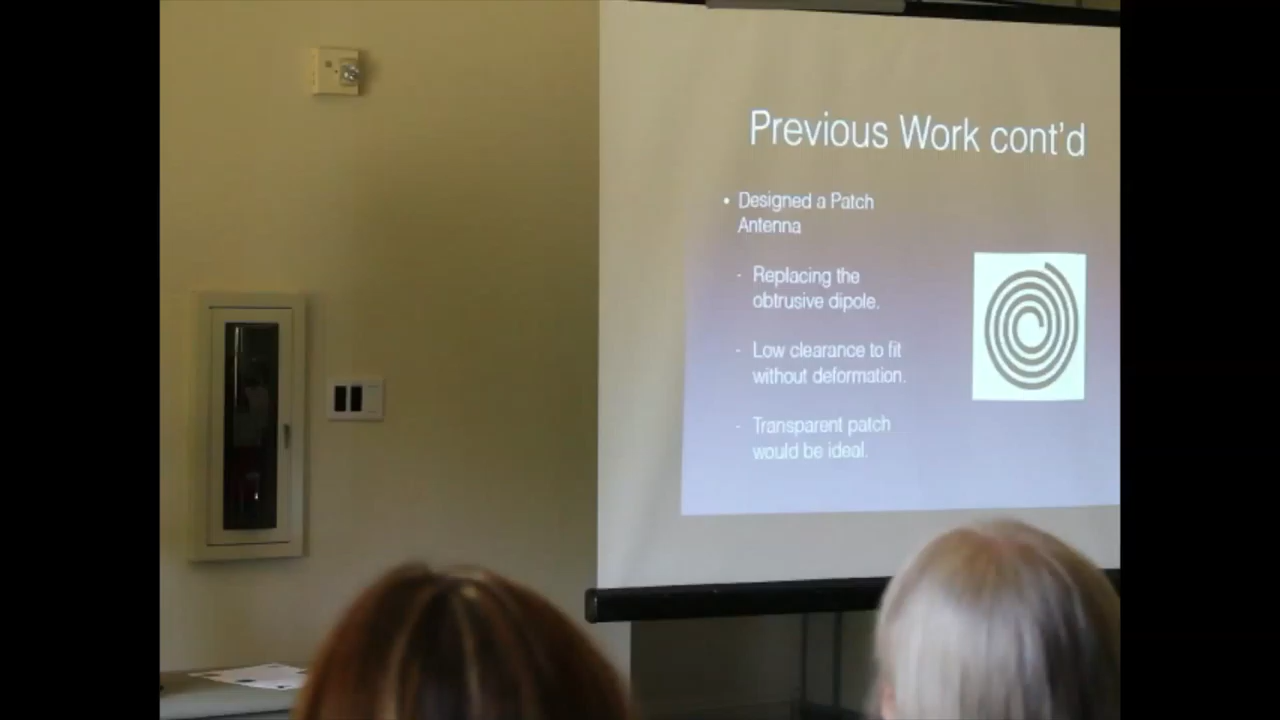 Previous Work cont'd
• Designed a Patch
Antenna
- Replacing the
obtrusive dipole.
- Low clearance to fit
without deformation.
- Transparent patch
would be ideal.